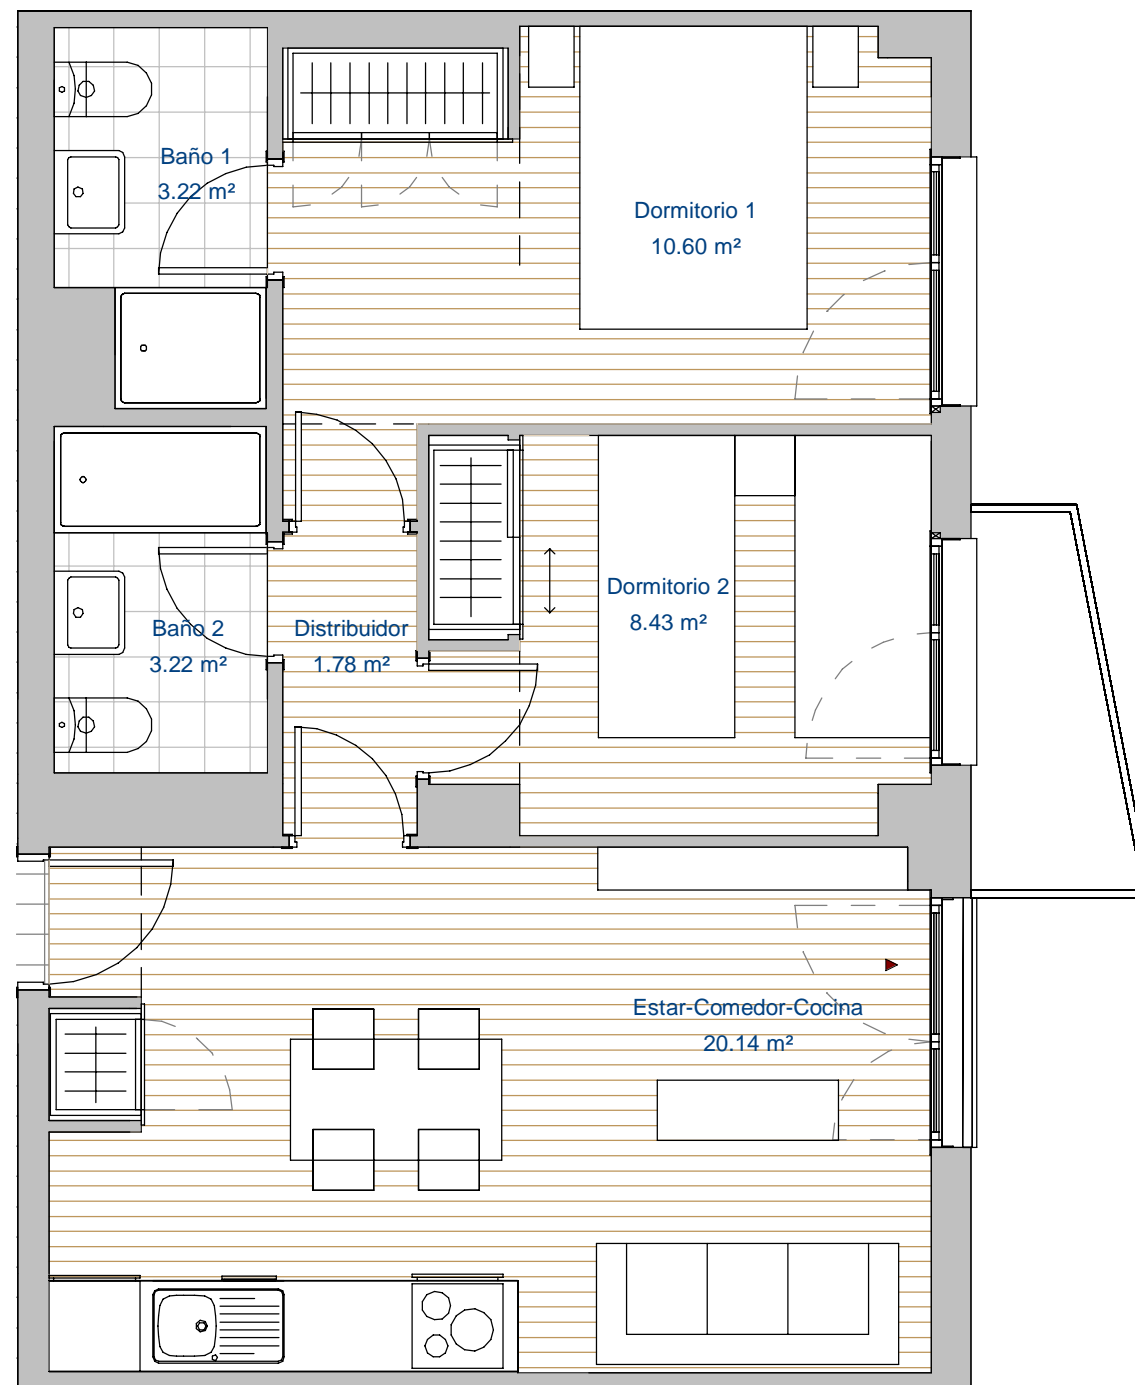 Baño 1
3.22 m²
Dormitorio 1
10.60 m²
Dormitorio 2
8.43 m²
Baño 2
3.22 m²
Distribuidor
1.78 m²
Estar-Comedor-Cocina
20.14 m²